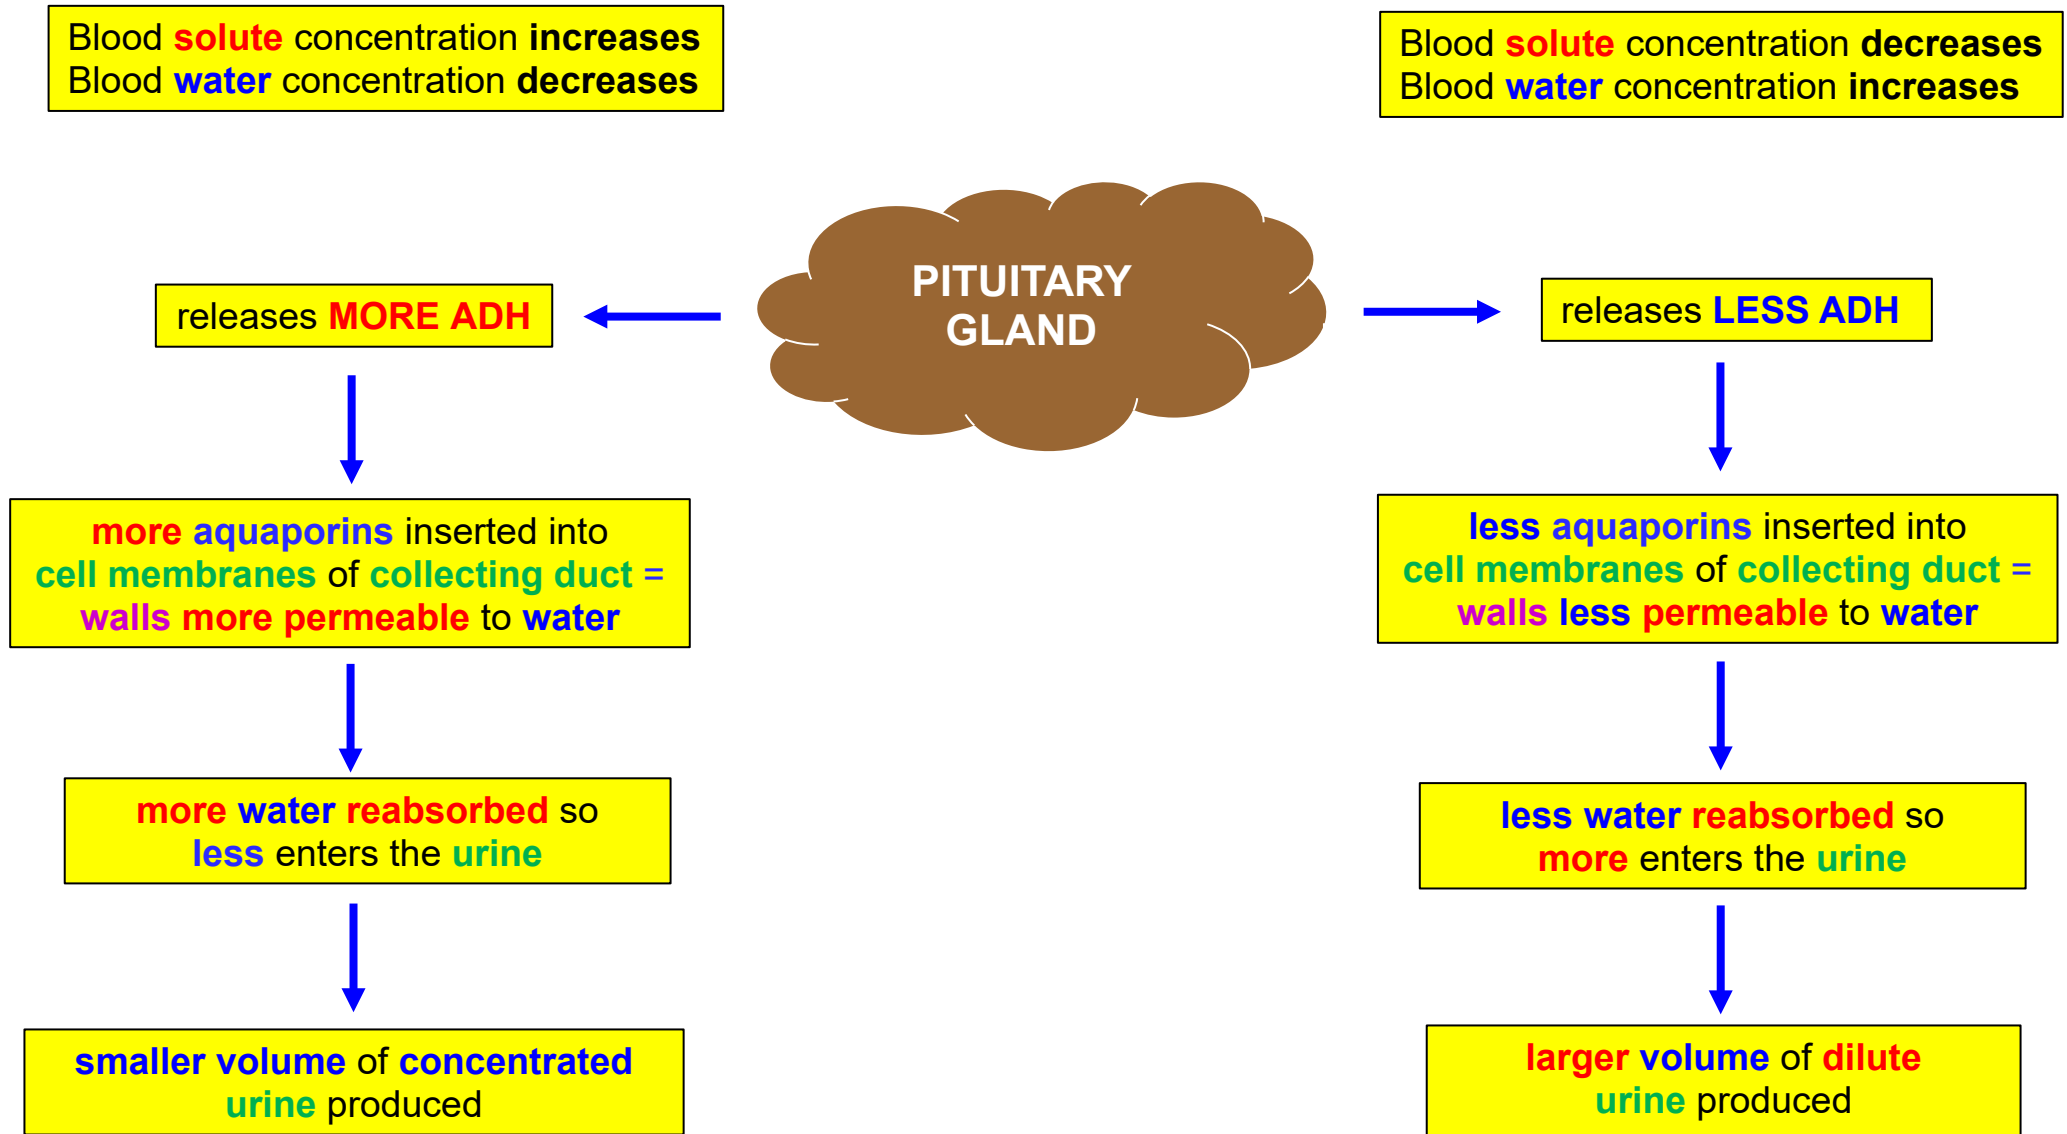 Blood solute concentration increases
Blood water concentration decreases
Blood solute concentration decreases
Blood water concentration increases
PITUITARY
GLAND
releases MORE ADH
releases LESS ADH
more aquaporins inserted into
cell membranes of collecting duct =
walls more permeable to water
less aquaporins inserted into
cell membranes of collecting duct =
walls less permeable to water
more water reabsorbed so
less enters the urine
less water reabsorbed so
more enters the urine
smaller volume of concentrated
urine produced
larger volume of dilute
urine produced